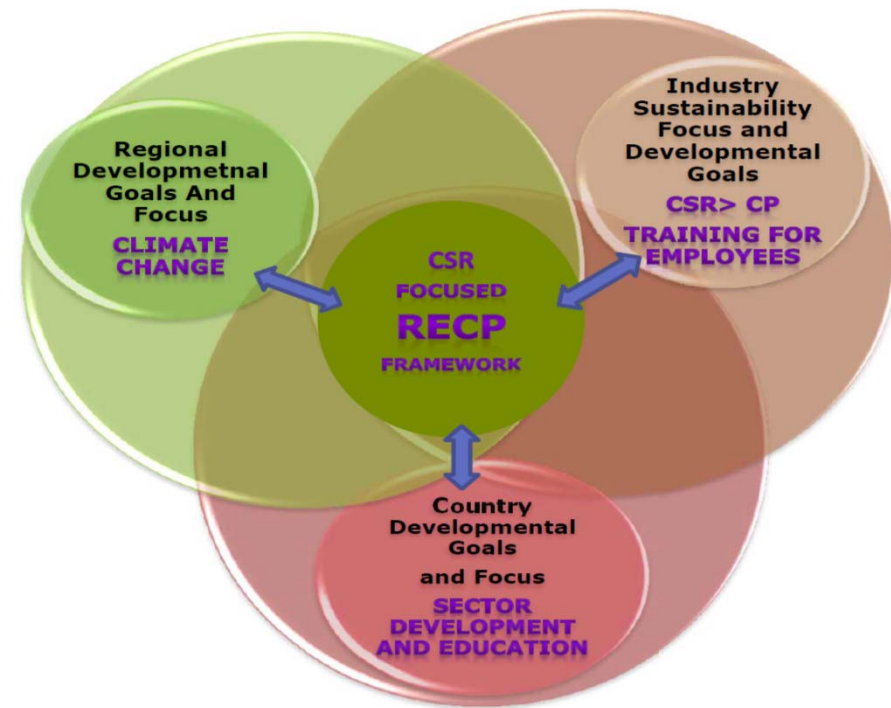 Regional
Developmetnal
Goals And
Focus
CLIMATE
CHANGE
Industry
Sustainability
Focus and
Developmental
Goals
CSR> CP
TRAINING FOR
EMPLOYEES
CSR
FOCUSED
RECP
FRAMEWORK
Country
Developmental
Goals
and Focus
SECTOR
DEVELOPMENT
AND EDUCATION